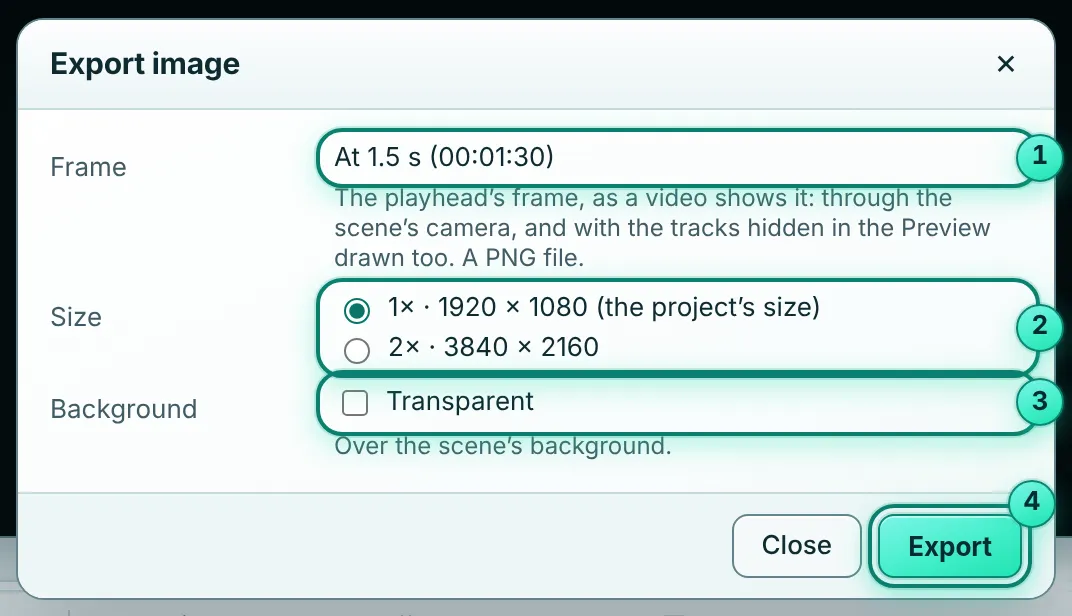 Export image
Frame
At 1.5 s (00:01:30)
1
The playhead’s frame, as a video shows it: through the
scene’s camera, and with the tracks hidden in the Preview
drawn too. A PNG file.
Size
1× · 1920 × 1080 (the project’s size)
2× · 3840 × 2160
2
Background
Transparent
3
Over the scene’s background.
4
Close
Export